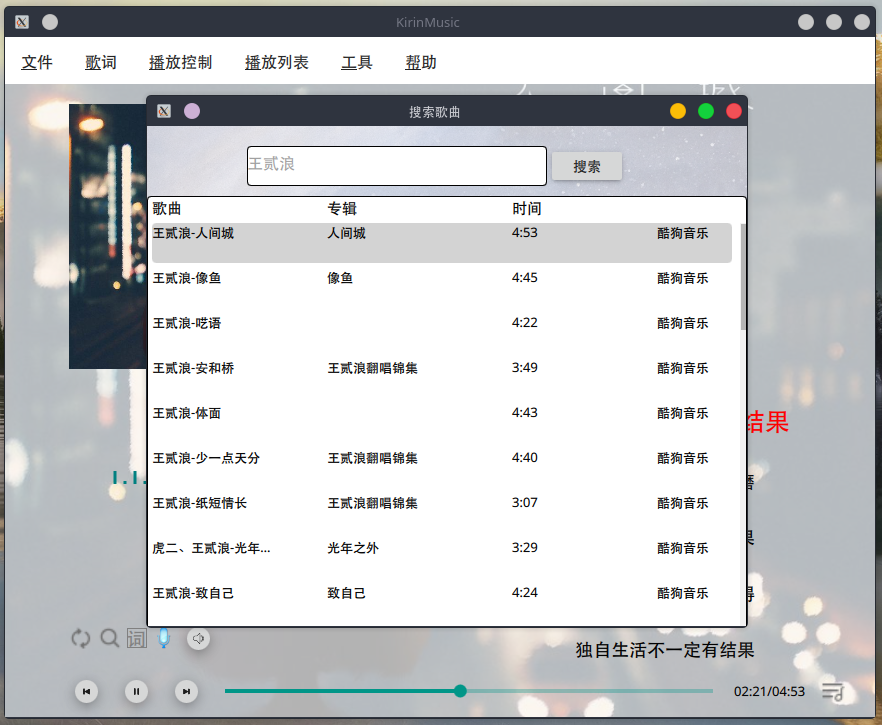 KirinMusic
文件 歌词 播放控制 播放列表 工具 帮助
搜索歌曲
王贰浪 搜索
歌曲 专辑 时间
王贰浪-人间城 人间城 4:53 酷狗音乐
王贰浪-像鱼 像鱼 4:45 酷狗音乐
王贰浪-呓语 4:22 酷狗音乐
王贰浪-安和桥 王贰浪翻唱锦集 3:49 酷狗音乐
王贰浪-体面 4:43 酷狗音乐
结果
王贰浪-少一点天分 王贰浪翻唱锦集 4:40 酷狗音乐
王贰浪-纸短情长 王贰浪翻唱锦集 3:07 酷狗音乐
虎二、王贰浪-光年... 光年之外 3:29 酷狗音乐
王贰浪-致自己 致自己 4:24 酷狗音乐
词
独自生活不一定有结果
02:21/04:53